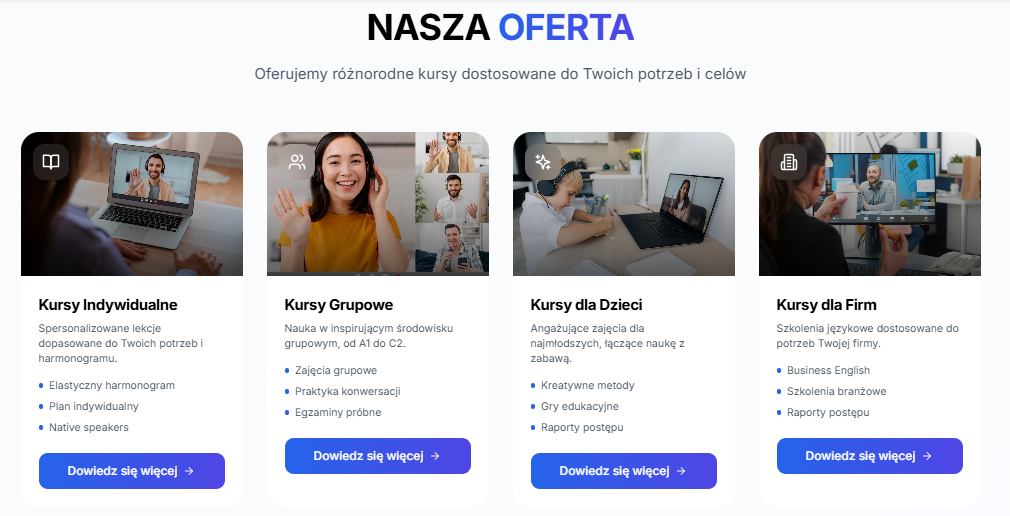 NASZA OFERTA
Oferujemy różnorodne kursy dostosowane do Twoich potrzeb i celów
Kursy Indywidualne
Spersonalizowane lekcje
dopasowane do Twoich potrzeb i
harmonogramu.
Elastyczny harmonogram
Plan indywidualny
Native speakers
Dowiedz się więcej →
Kursy Grupowe
Nauka w inspirującym środowisku
grupowym, od A1 do C2.
Zajęcia grupowe
Praktyka konwersacji
Egzaminy próbne
Dowiedz się więcej →
Kursy dla Dzieci
Angażujące zajęcia dla
najmłodszych, łączące naukę z
zabawą.
Kreatywne metody
Gry edukacyjne
Raporty postępu
Dowiedz się więcej →
Kursy dla Firm
Szkolenia językowe dostosowane do
potrzeb Twojej firmy.
Business English
Szkolenia branżowe
Raporty postępu
Dowiedz się więcej →